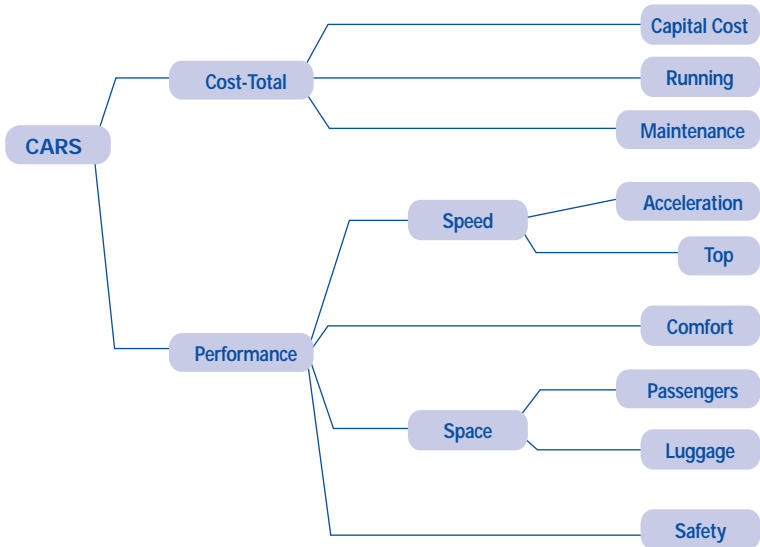 Capital Cost
Cost-Total
Running
CARS
Maintenance
Acceleration
Speed
Top
Comfort
Performance
Passengers
Space
Luggage
Safety